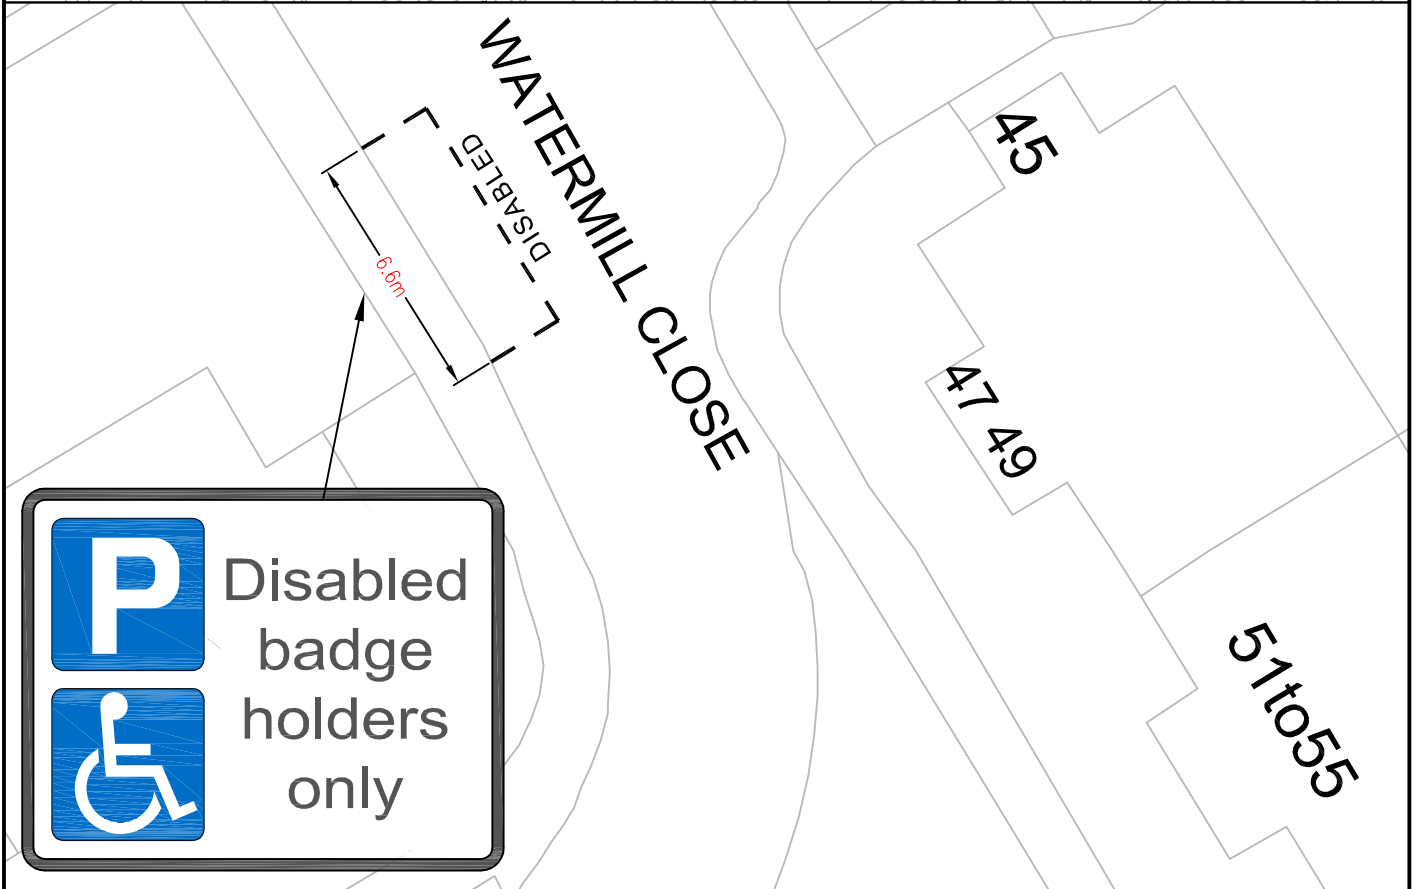 WATERMILL CLOSE
DISABLED
6.6m
45
47 49
51to55
P
Disabled
badge
holders
only